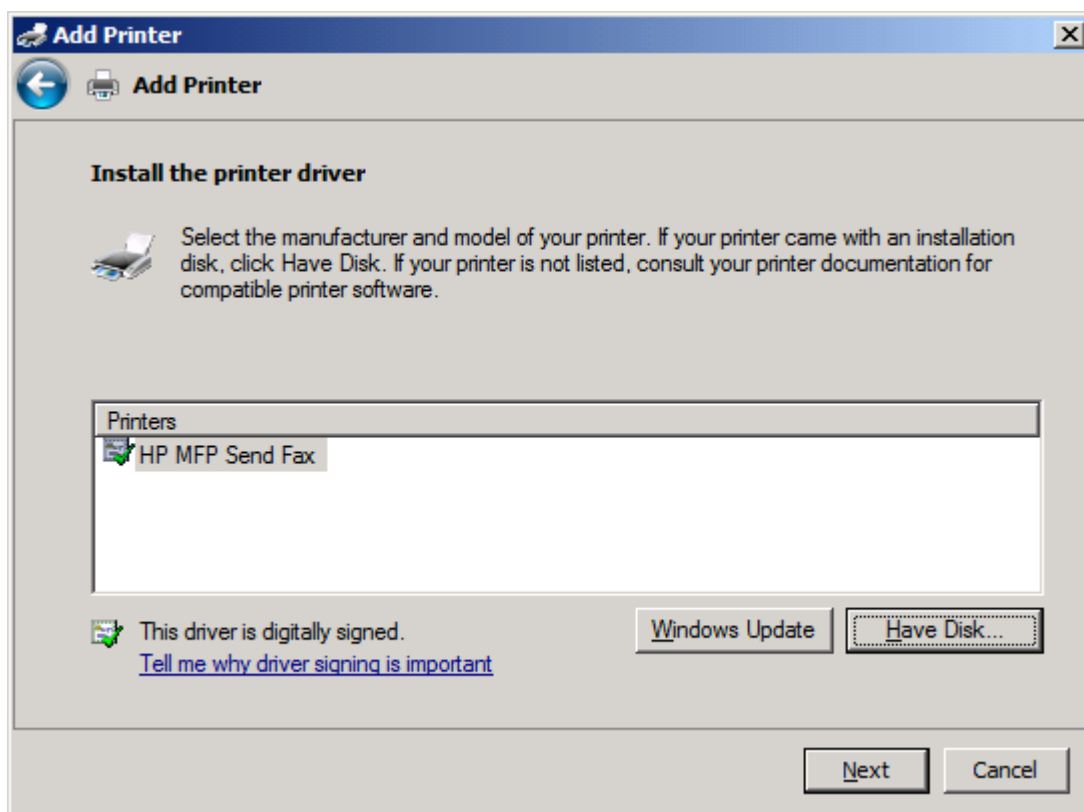 Add Printer
Add Printer
Install the printer driver
Select the manufacturer and model of your printer. If your printer came with an installation
disk, click Have Disk. If your printer is not listed, consult your printer documentation for
compatible printer software.
Printers
HP MFP Send Fax
This driver is digitally signed.
Windows Update
Have Disk...
Tell me why driver signing is important
Next
Cancel